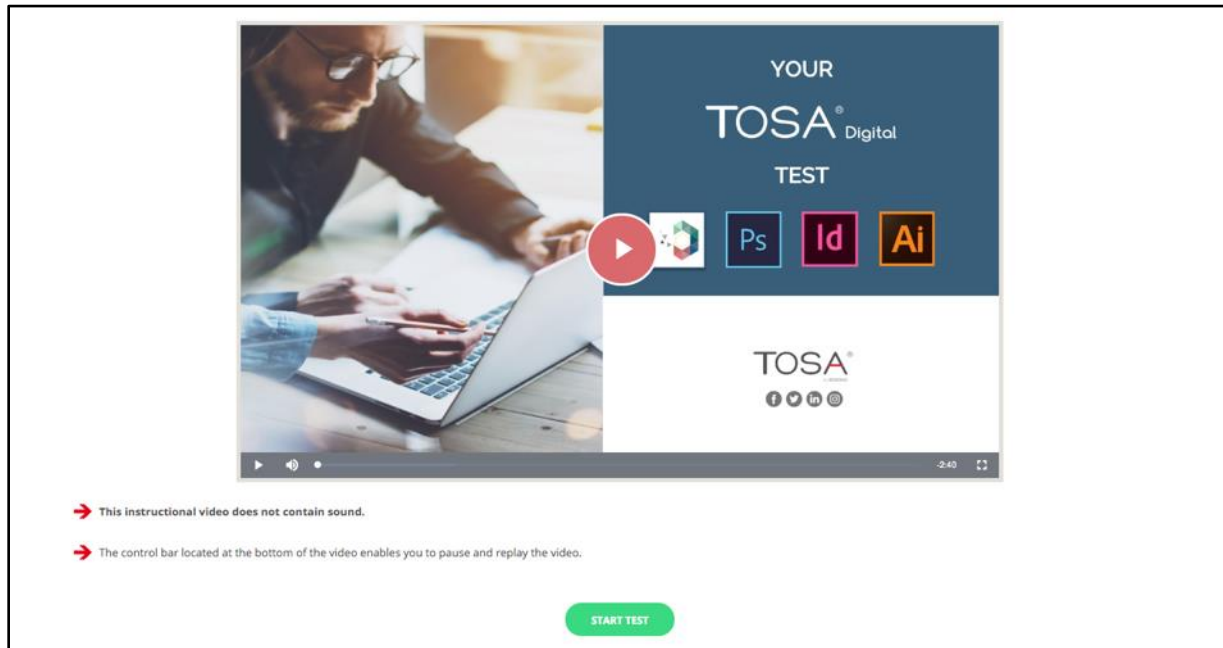 YOUR
TOSA® Digital
TEST
Ps Id Ai
TOSA®
-2:40
This instructional video does not contain sound.
The control bar located at the bottom of the video enables you to pause and replay the video.
START TEST